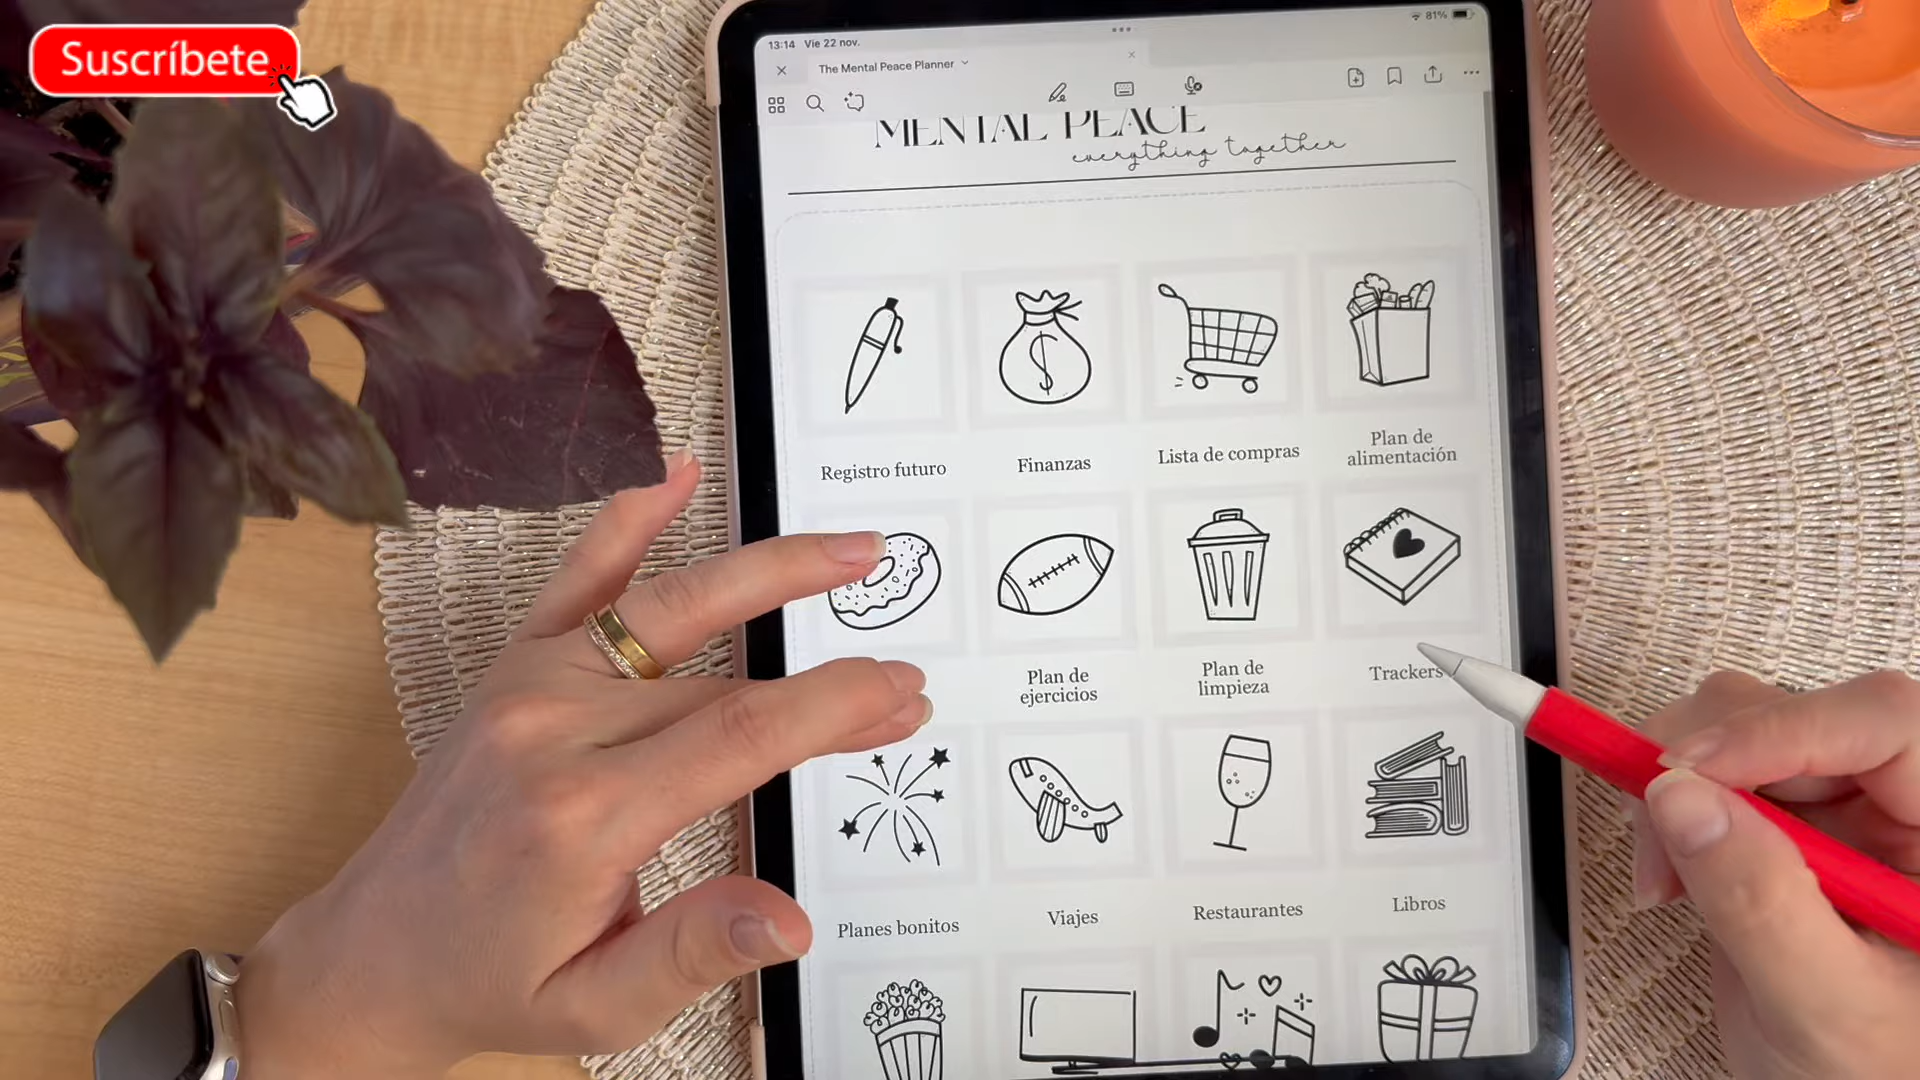 Suscríbete
13:14 Vie 22 nov.
81%
The Mental Peace Planner
MENTAL PEACE
everything together
Registro futuro
Finanzas
Lista de compras
Plan de
alimentación
Plan de
ejercicios
Plan de
limpieza
Trackers
Planes bonitos
Viajes
Restaurantes
Libros